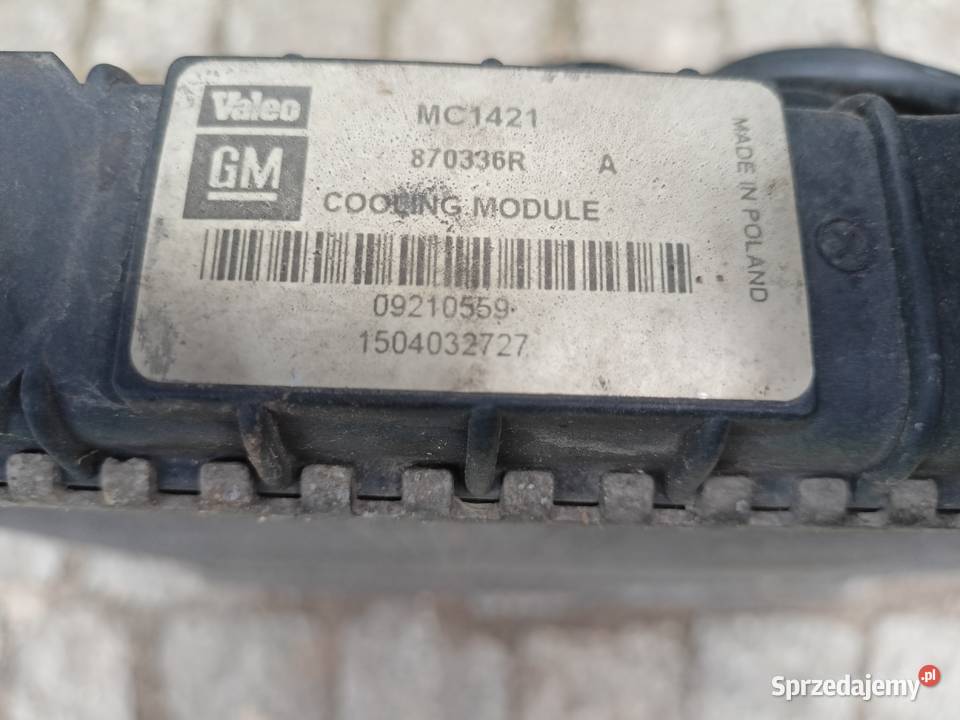 Valeo
GM
MC1421
870336R A
COOLING MODULE
09210559
1504032727
MADE IN POLAND
Sprzedajemy.pl